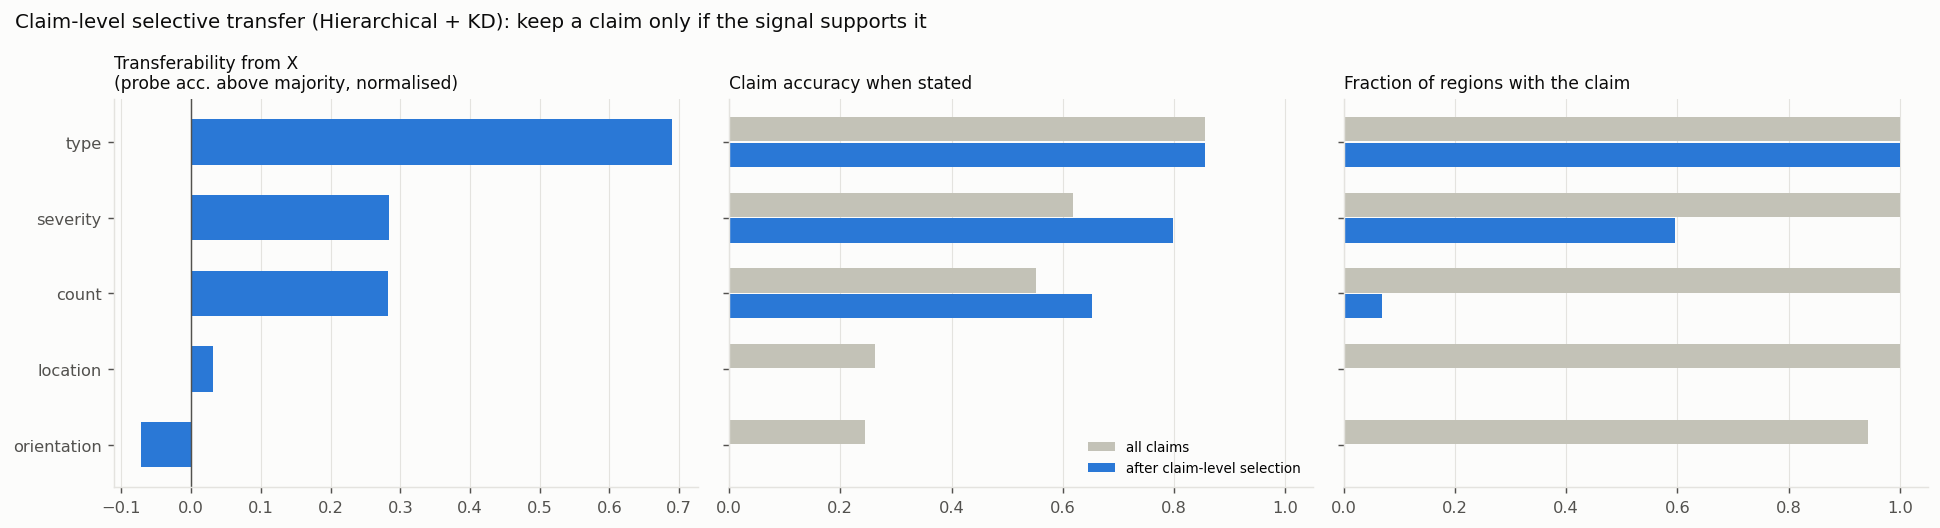 Claim-level selective transfer (Hierarchical + KD): keep a claim only if the signal supports it
Transferability from X
(probe acc. above majority, normalised)
type
severity
count
location
orientation
−0.1 0.0 0.1 0.2 0.3 0.4 0.5 0.6 0.7
Claim accuracy when stated
all claims
after claim-level selection
0.0 0.2 0.4 0.6 0.8 1.0
Fraction of regions with the claim
0.0 0.2 0.4 0.6 0.8 1.0